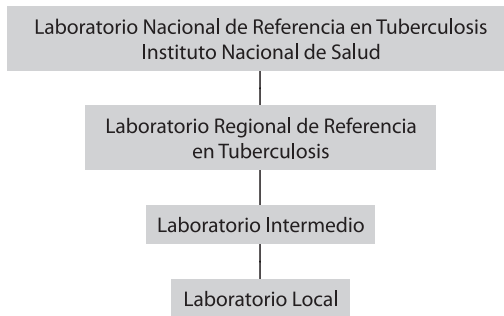 Laboratorio Nacional de Referencia en Tuberculosis
Instituto Nacional de Salud
Laboratorio Regional de Referencia
en Tuberculosis
Laboratorio Intermedio
Laboratorio Local